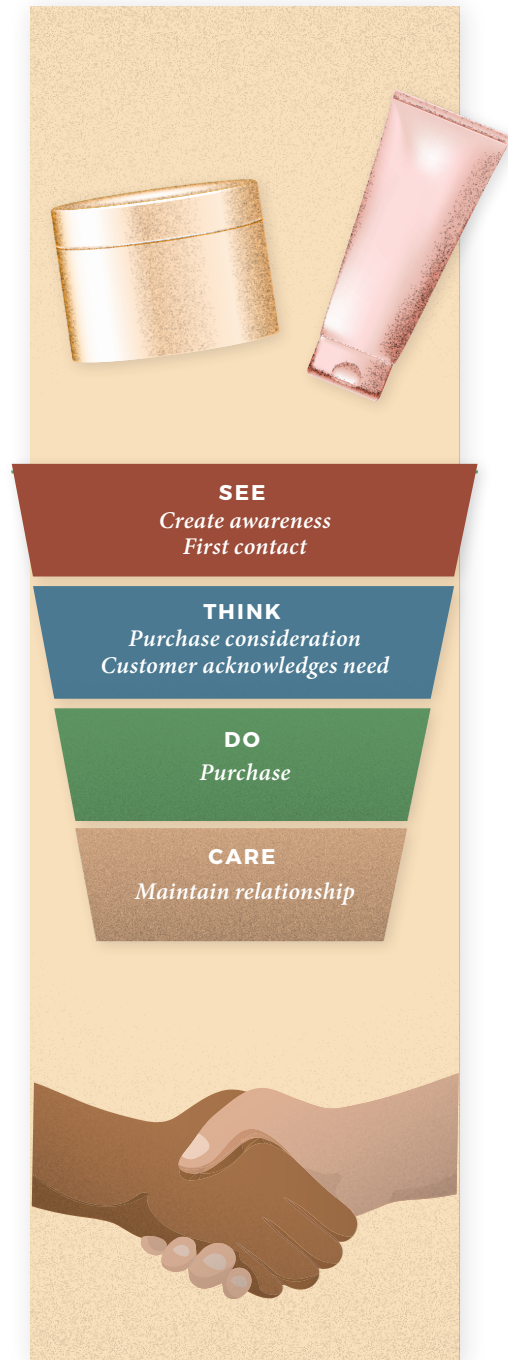 SEE
Create awareness
First contact
THINK
Purchase consideration
Customer acknowledges need
DO
Purchase
CARE
Maintain relationship